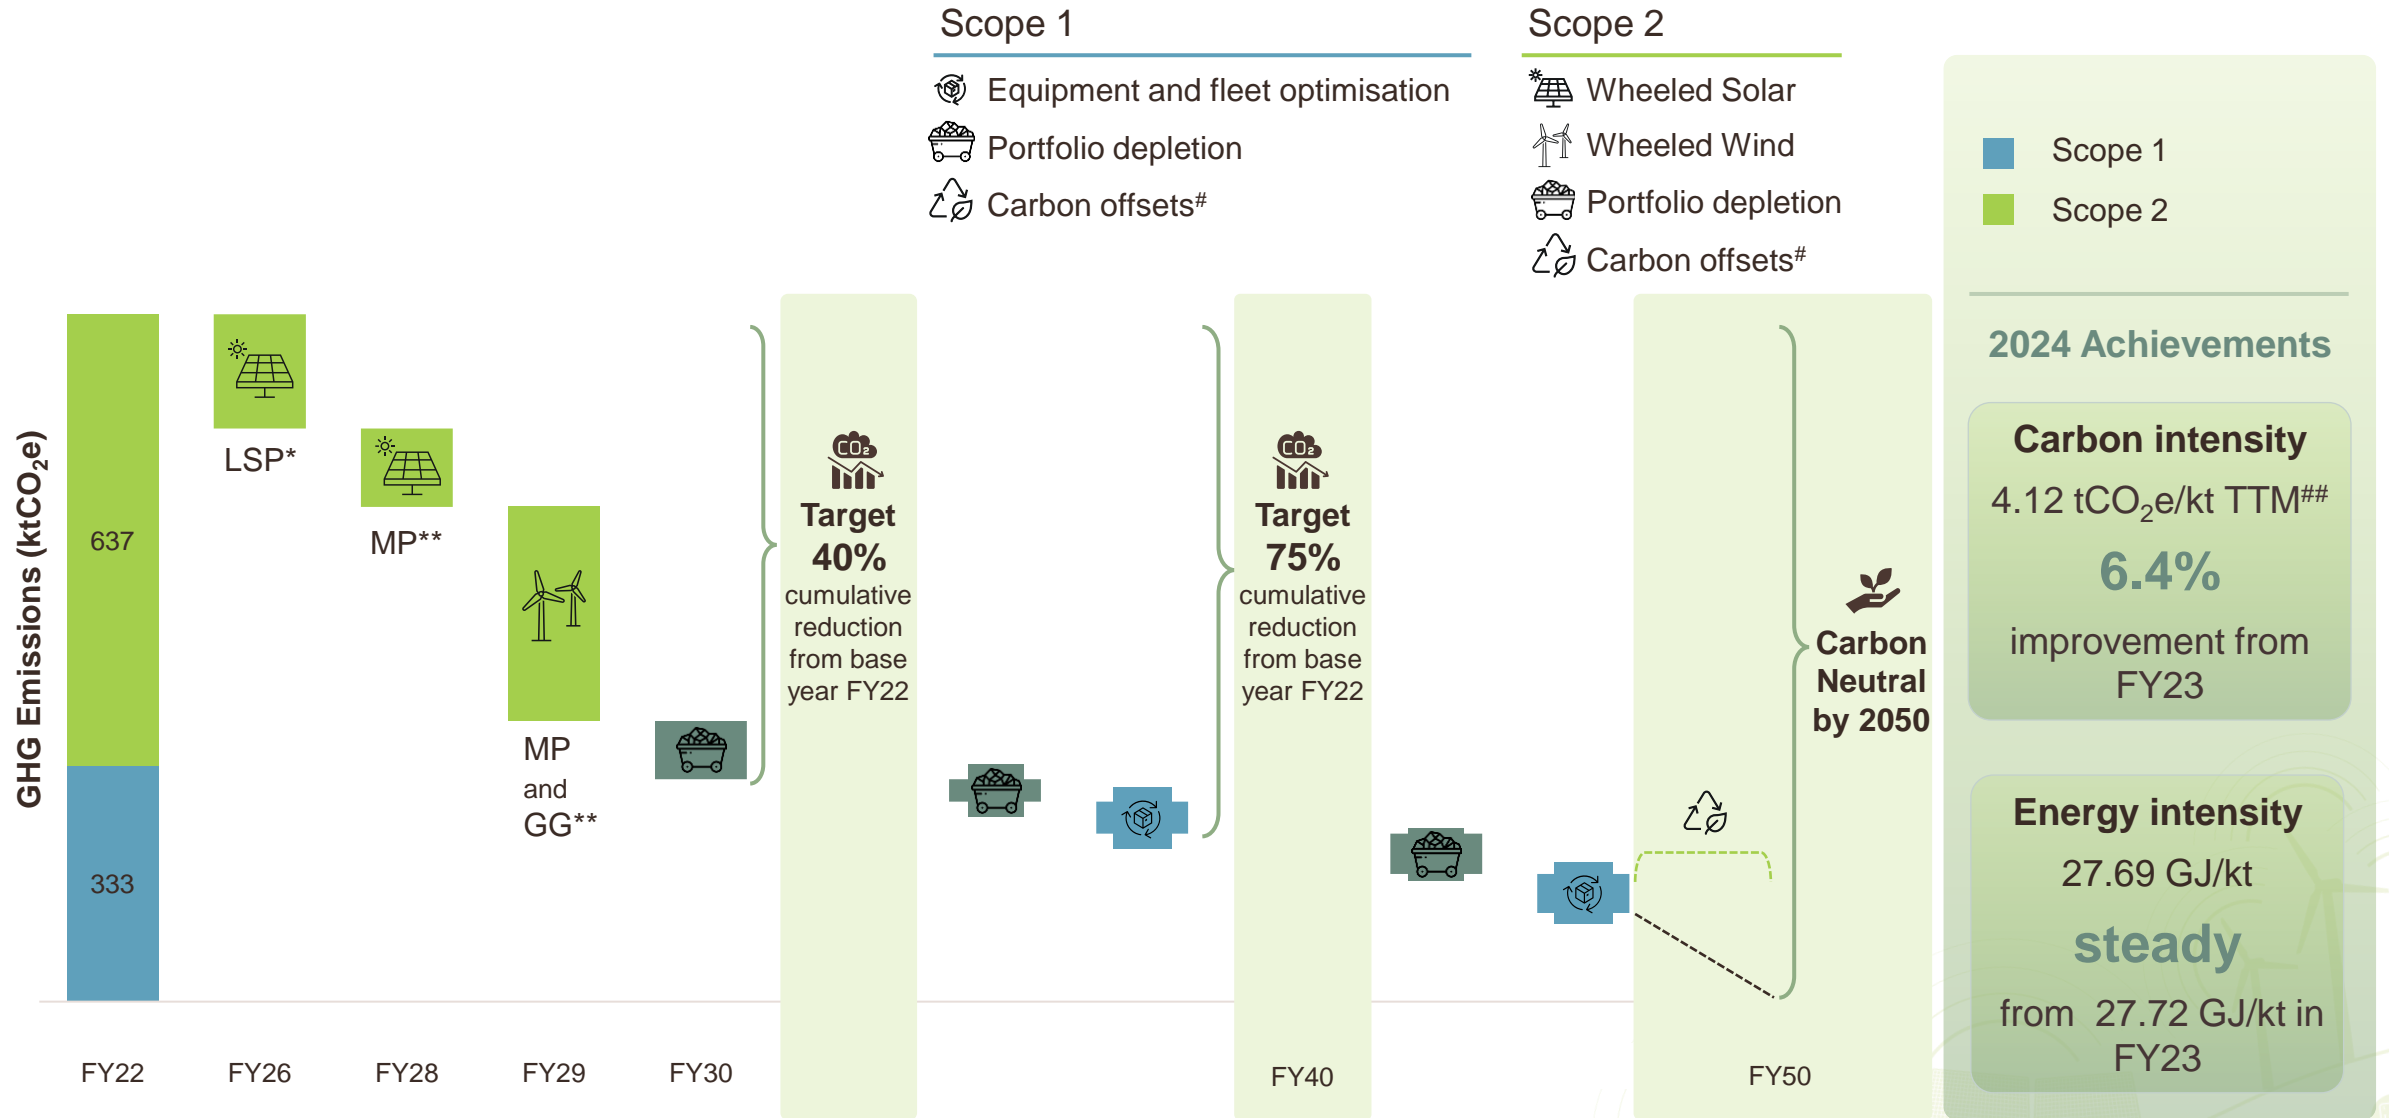 Scope 1
Equipment and fleet optimisation
Portfolio depletion
Carbon offsets#
Scope 2
Wheeled Solar
Wheeled Wind
Portfolio depletion
Carbon offsets#
Scope 1
Scope 2
GHG Emissions (ktCO₂e)
637
333
LSP*
MP**
MP
and
GG**
CO₂
Target
40%
cumulative
reduction
from base
year FY22
CO₂
Target
75%
cumulative
reduction
from base
year FY22
Carbon
Neutral
by 2050
FY22
FY26
FY28
FY29
FY30
FY40
FY50
2024 Achievements
Carbon intensity
4.12 tCO₂e/kt TTM##
6.4%
improvement from
FY23
Energy intensity
27.69 GJ/kt
steady
from 27.72 GJ/kt in
FY23